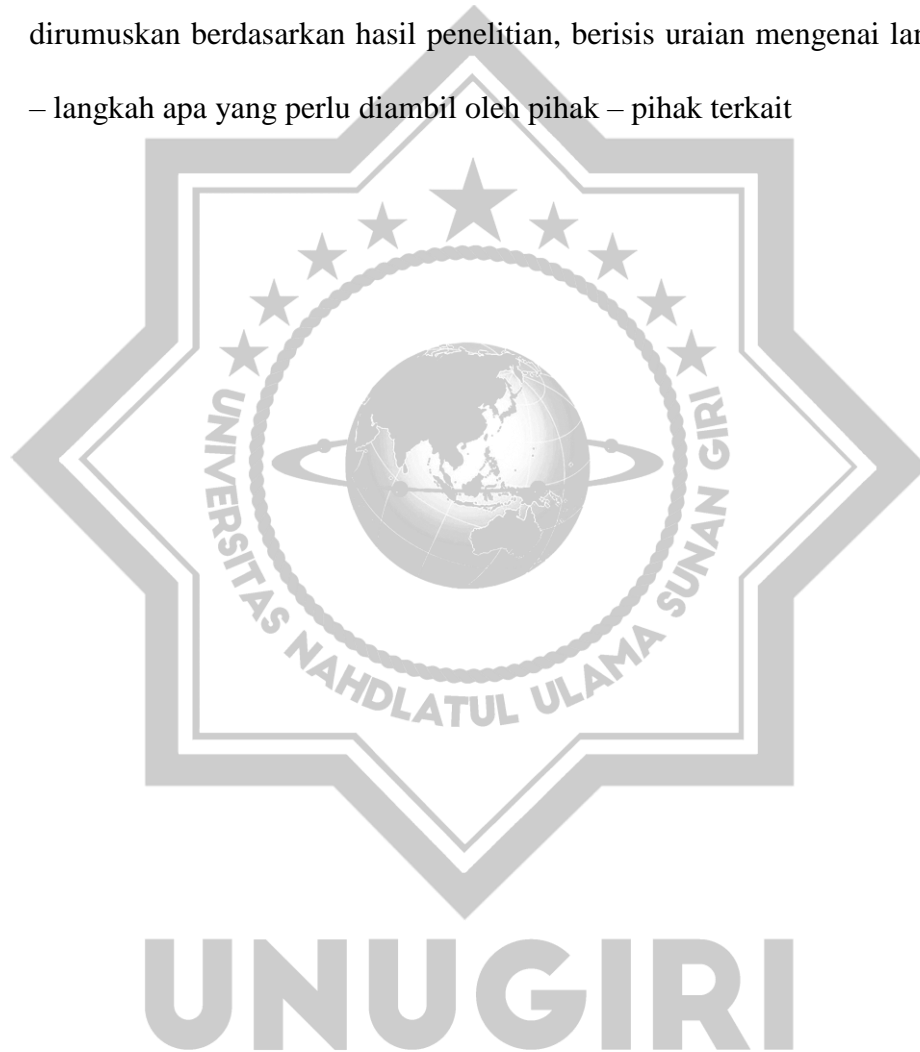 dirumuskan berdasarkan hasil penelitian, berisis uraian mengenai lan
– langkah apa yang perlu diambil oleh pihak – pihak terkait
UNIVERSITAS NAHDLATUL ULAMA SUNAN GIRI
UNUGIRI